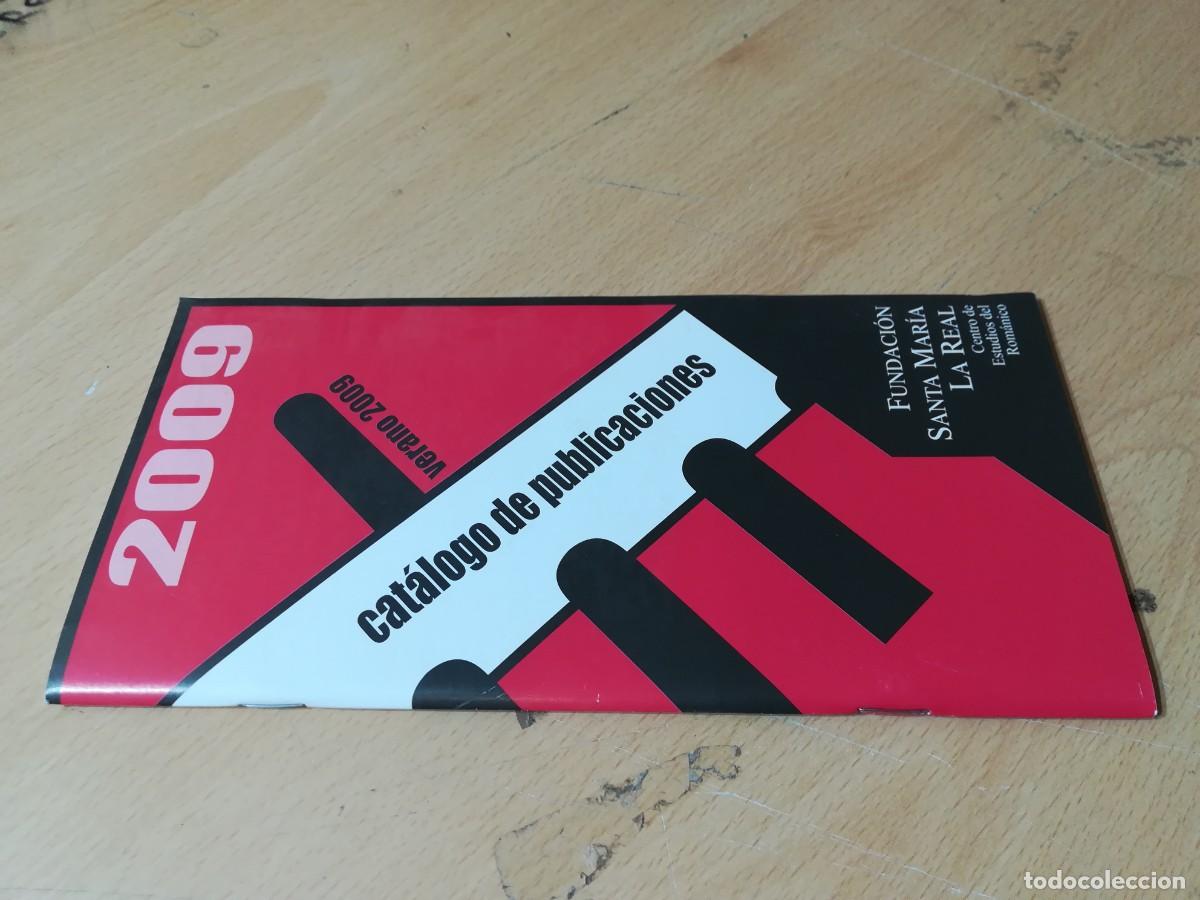 2009
verano 2009
catálogo de publicaciones
FUNDACIÓN
SANTA MARÍA
LA REAL
Centro de
Estudios del
Románico
todocoleccion